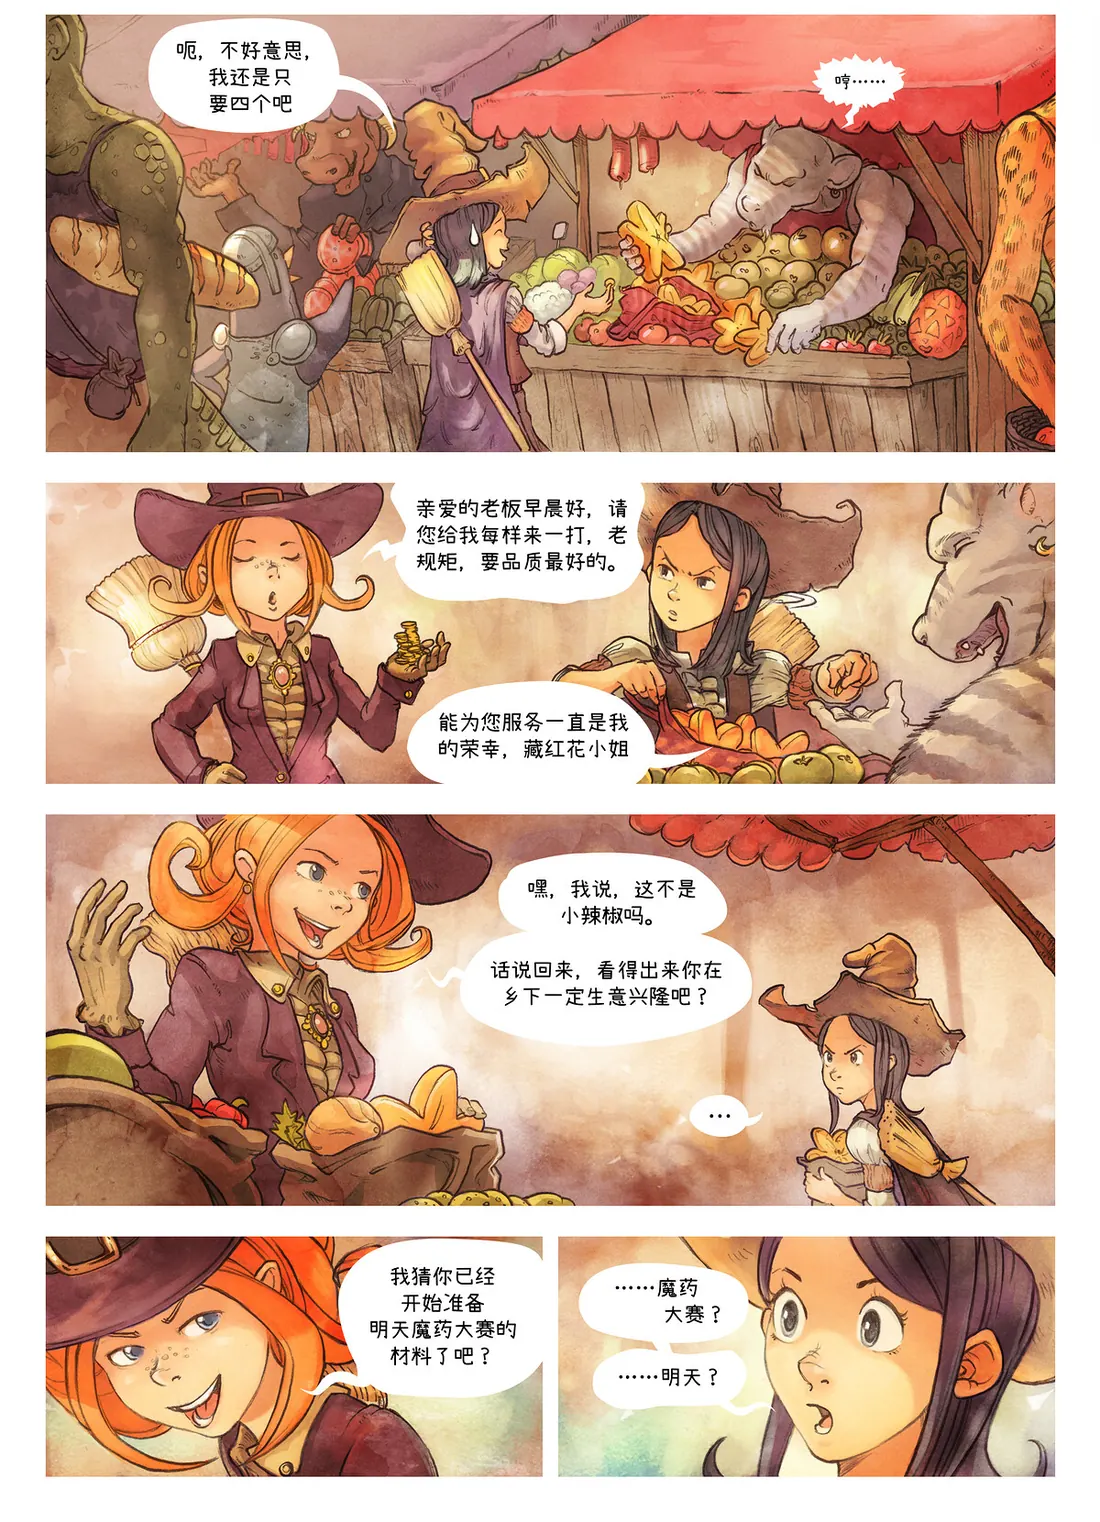 呃，不好意思，
我还是只
要四个吧
哼……
亲爱的老板早晨好，请
您给我每样来一打，老
规矩，要品质最好的。
能为您服务一直是我
的荣幸，藏红花小姐
嘿，我说，这不是
小辣椒吗。
话说回来，看得出来你在
乡下一定生意兴隆吧？
…
我猜你已经
开始准备
明天魔药大赛的
材料了吧？
……魔药
大赛？
……明天？